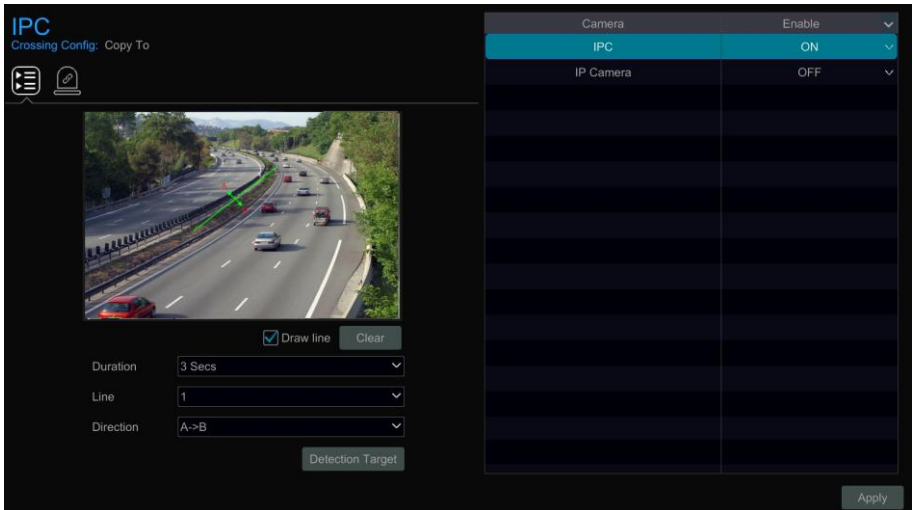 IPC
Crossing Config: Copy To
Draw line
Clear
Duration
3 Secs
Line
1
Direction
A->B
Detection Target
Camera
Enable
IPC
ON
IP Camera
OFF
Apply